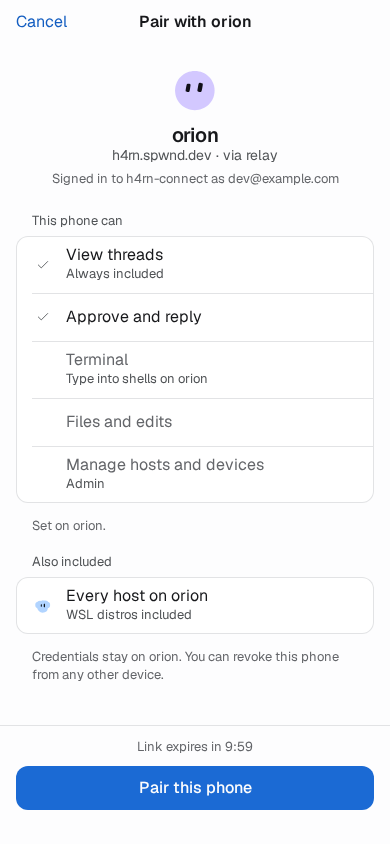 Cancel
Pair with orion
orion
h4m.spwnd.dev · via relay
Signed in to h4rn-connect as dev@example.com
This phone can
View threads
Always included
Approve and reply
Terminal
Type into shells on orion
Files and edits
Manage hosts and devices
Admin
Set on orion.
Also included
Every host on orion
WSL distros included
Credentials stay on orion. You can revoke this phone
from any other device.
Link expires in 9:59
Pair this phone